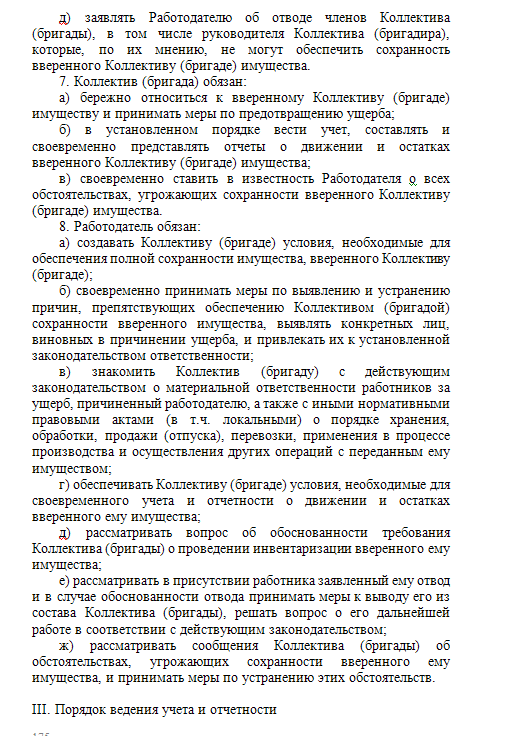 д) заявлять Работодателю об отводе членов Коллектива
(бригады), в том числе руководителя Коллектива (бригадира),
которые, по их мнению, не могут обеспечить сохранность
вверенного Коллективу (бригаде) имущества.
7. Коллектив (бригада) обязан:
а) бережно относиться к вверенному Коллективу (бригаде)
имуществу и принимать меры по предотвращению ущерба;
б) в установленном порядке вести учет, составлять и
своевременно представлять отчеты о движении и остатках
вверенного Коллективу (бригаде) имущества;
в) своевременно ставить в известность Работодателя о всех
обстоятельствах, угрожающих сохранности вверенного Коллективу
(бригаде) имущества.
8. Работодатель обязан:
а) создавать Коллективу (бригаде) условия, необходимые для
обеспечения полной сохранности имущества, вверенного Коллективу
(бригаде);
б) своевременно принимать меры по выявлению и устранению
причин, препятствующих обеспечению Коллективом (бригадой)
сохранности вверенного имущества, выявлять конкретных лиц,
виновных в причинении ущерба, и привлекать их к установленной
законодательством ответственности;
в) знакомить Коллектив (бригаду) с действующим
законодательством о материальной ответственности работников за
ущерб, причиненный работодателю, а также с иными нормативными
правовыми актами (в т.ч. локальными) о порядке хранения,
обработки, продажи (отпуска), перевозки, применения в процессе
производства и осуществления других операций с переданным ему
имуществом;
г) обеспечивать Коллективу (бригаде) условия, необходимые для
своевременного учета и отчетности о движении и остатках
вверенного ему имущества;
д) рассматривать вопрос об обоснованности требования
Коллектива (бригады) о проведении инвентаризации вверенного ему
имущества;
е) рассматривать в присутствии работника заявленный ему отвод
и в случае обоснованности отвода принимать меры к выводу его из
состава Коллектива (бригады), решать вопрос о его дальнейшей
работе в соответствии с действующим законодательством;
ж) рассматривать сообщения Коллектива (бригады) об
обстоятельствах, угрожающих сохранности вверенного ему
имущества, и принимать меры по устранению этих обстоятельств.
III. Порядок ведения учета и отчетности